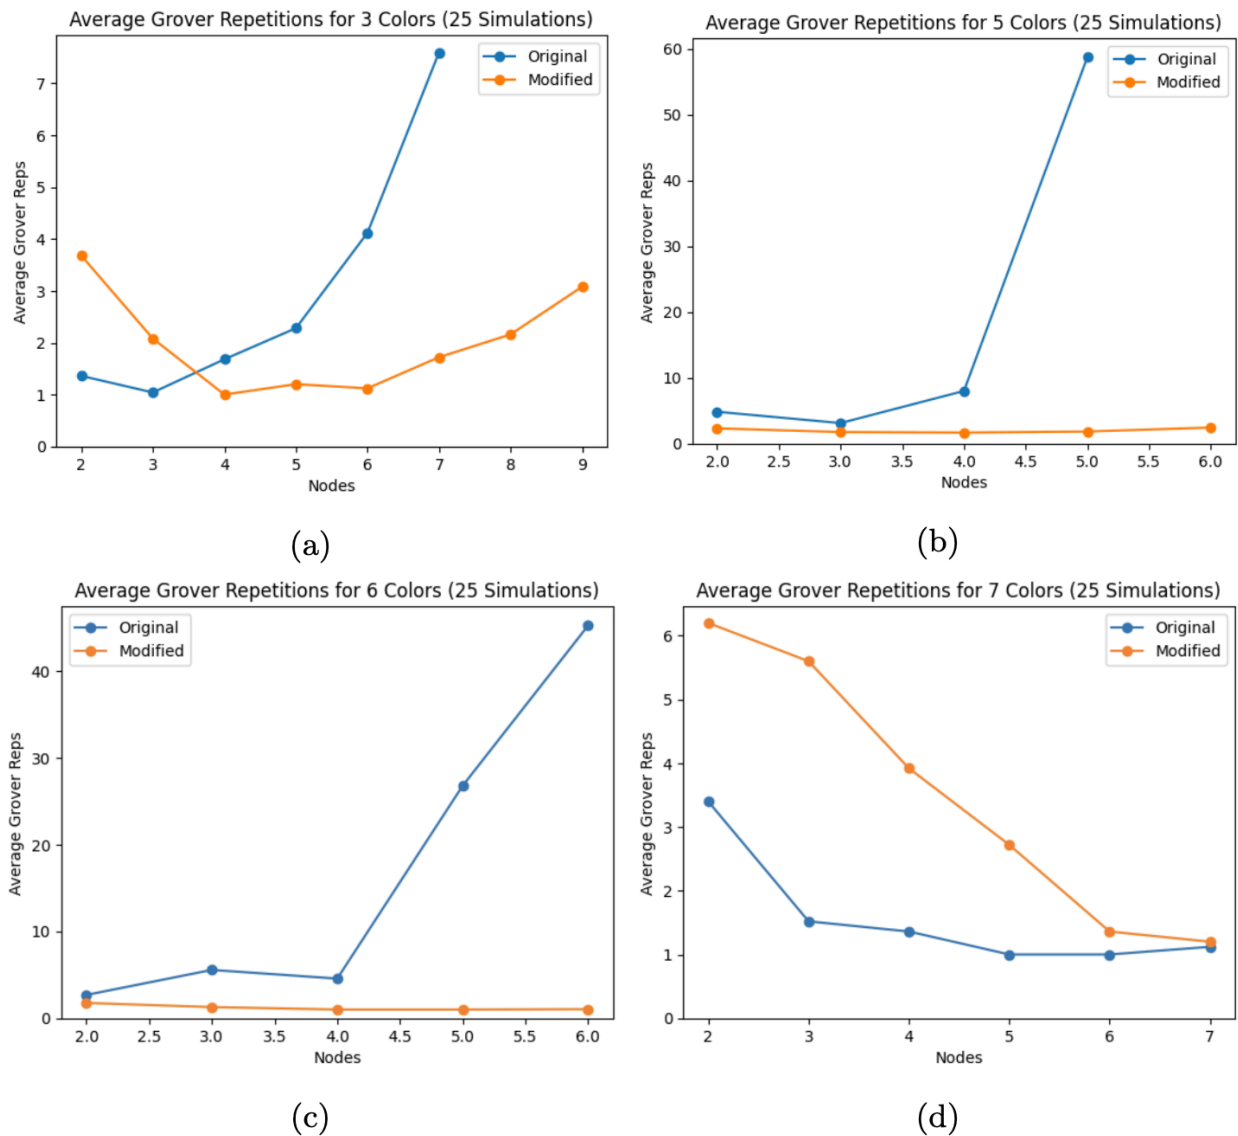 Average Grover Repetitions for 3 Colors (25 Simulations)
Original
Modified
Average Grover Reps
7
6
5
4
3
2
1
0
2 3 4 5 6 7 8 9
Nodes
(a)
Average Grover Repetitions for 5 Colors (25 Simulations)
Original
Modified
Average Grover Reps
60
50
40
30
20
10
0
2.0 2.5 3.0 3.5 4.0 4.5 5.0 5.5 6.0
Nodes
(b)
Average Grover Repetitions for 6 Colors (25 Simulations)
Original
Modified
Average Grover Reps
40
30
20
10
0
2.0 2.5 3.0 3.5 4.0 4.5 5.0 5.5 6.0
Nodes
(c)
Average Grover Repetitions for 7 Colors (25 Simulations)
Original
Modified
Average Grover Reps
6
5
4
3
2
1
0
2 3 4 5 6 7
Nodes
(d)